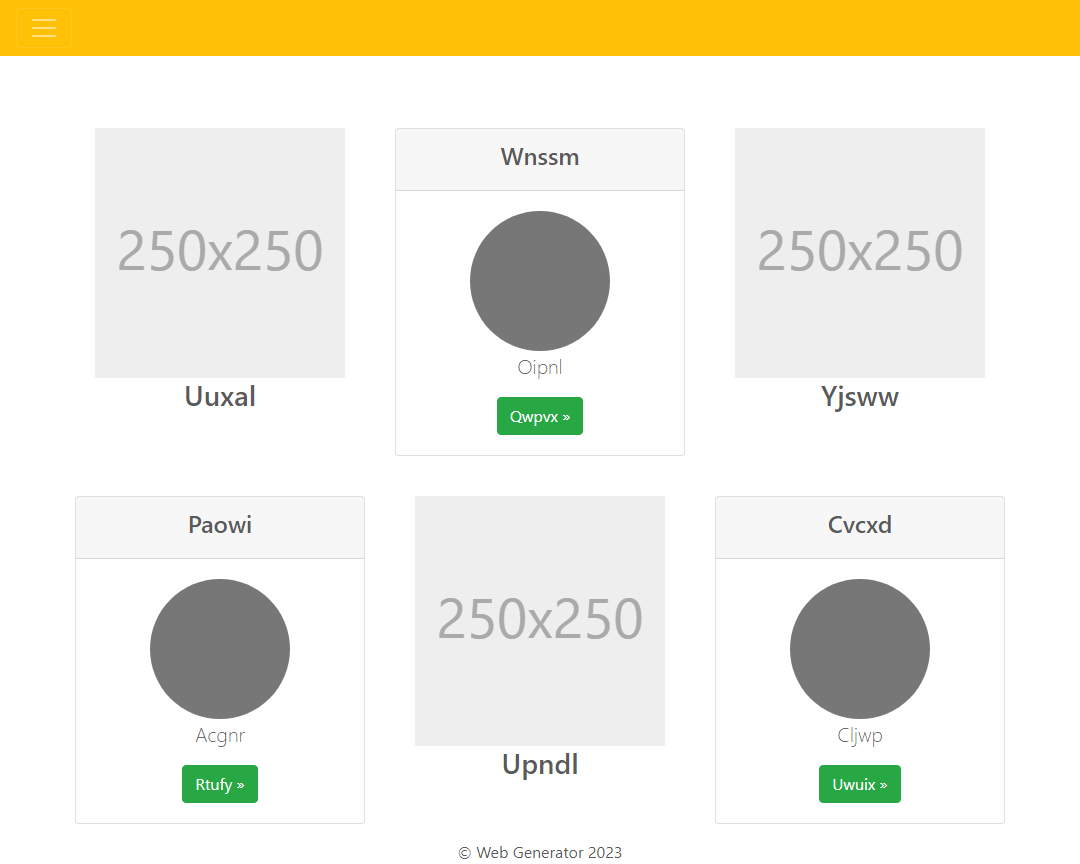 250x250
Uuxal
Wnssm
Oipnl
Qwpvx »
250x250
Yjsww
Paowi
Acgnr
Rtufy »
250x250
Upndl
Cvcxd
Cljwp
Uwuix »
© Web Generator 2023